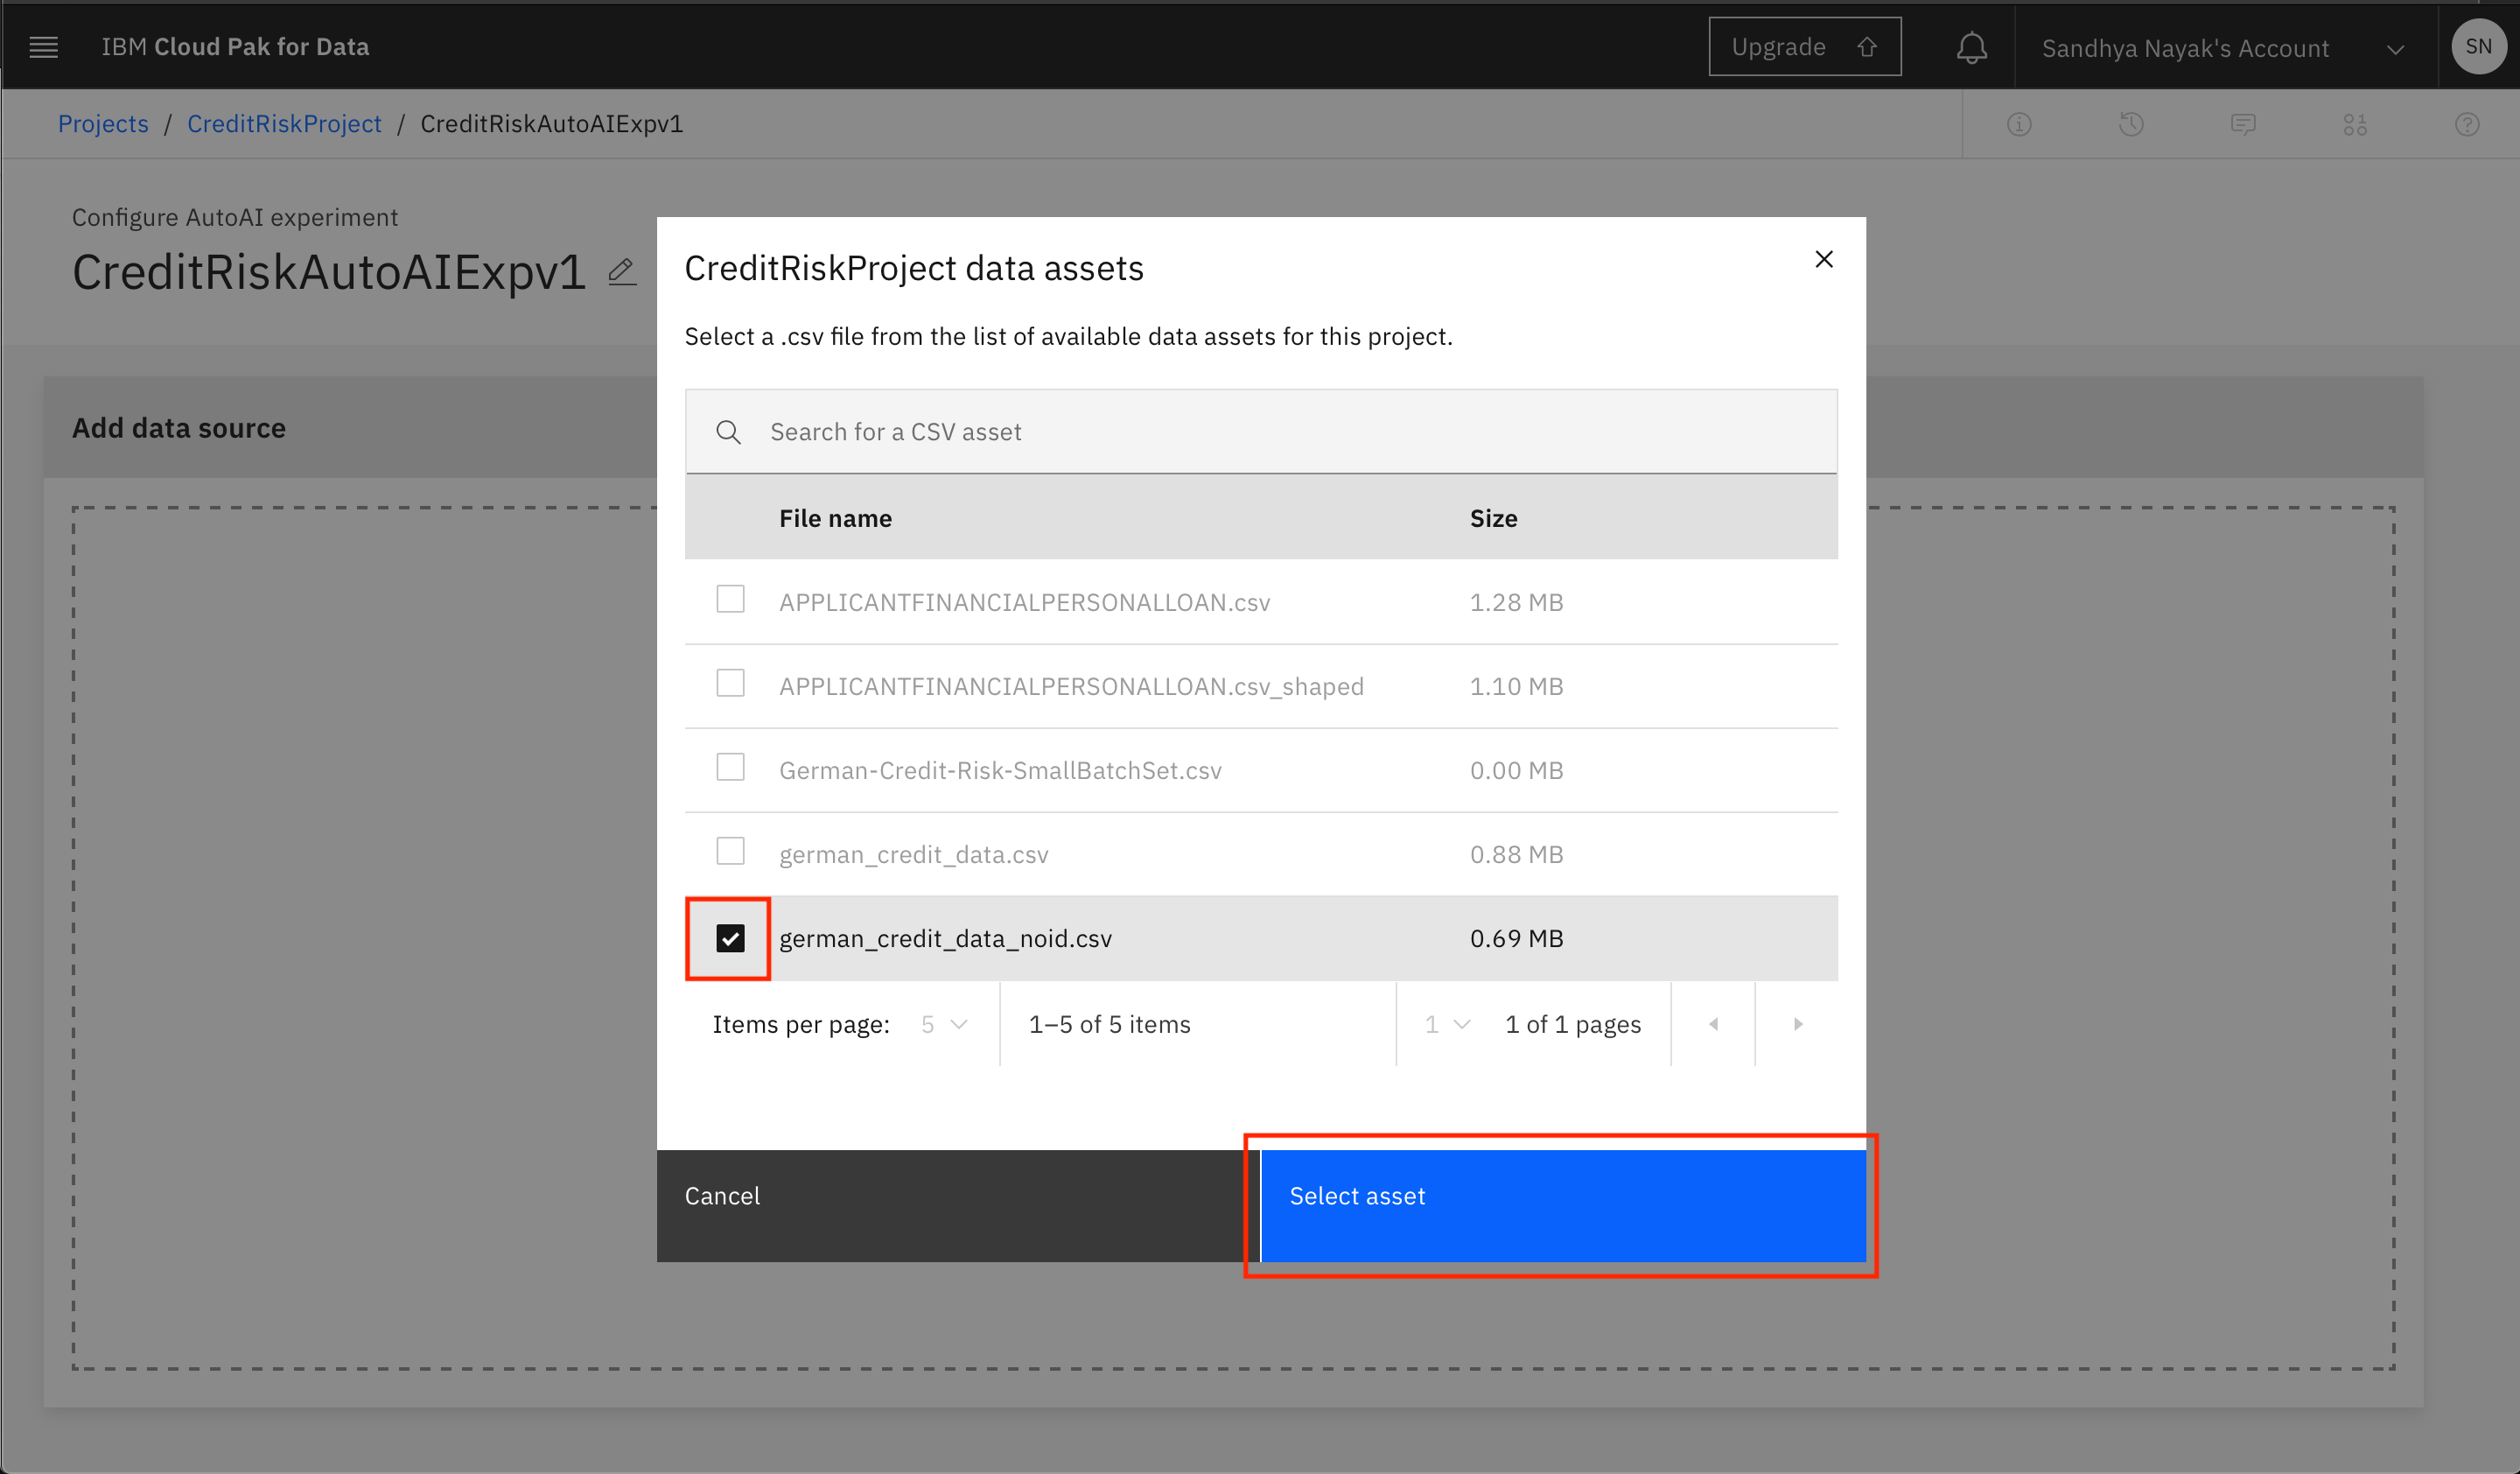 IBM Cloud Pak for Data
Upgrade
Sandhya Nayak's Account
SN
Projects / CreditRiskProject / CreditRiskAutoAIExpv1
Configure AutoAI experiment
CreditRiskAutoAIExpv1
Add data source
CreditRiskProject data assets
Select a .csv file from the list of available data assets for this project.
Search for a CSV asset
File name Size
APPLICANTFINANCIALPERSONALLOAN.csv 1.28 MB
APPLICANTFINANCIALPERSONALLOAN.csv_shaped 1.10 MB
German-Credit-Risk-SmallBatchSet.csv 0.00 MB
german_credit_data.csv 0.88 MB
german_credit_data_noid.csv 0.69 MB
Items per page: 5 1–5 of 5 items 1 1 of 1 pages
Cancel
Select asset